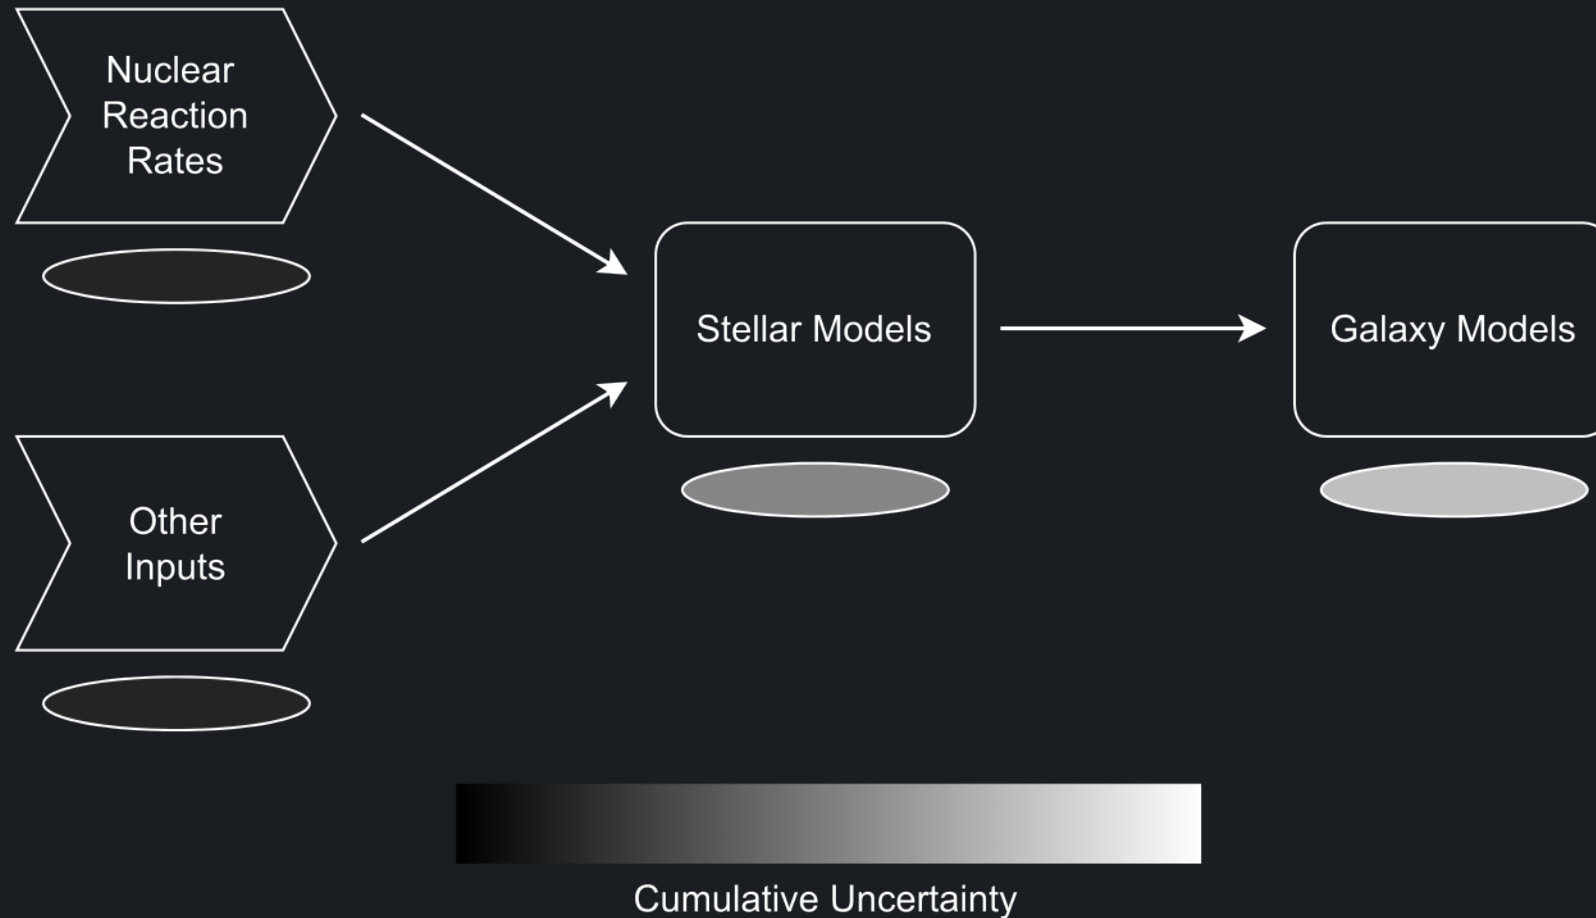 Nuclear
Reaction
Rates
Stellar Models
Galaxy Models
Other
Inputs
Cumulative Uncertainty